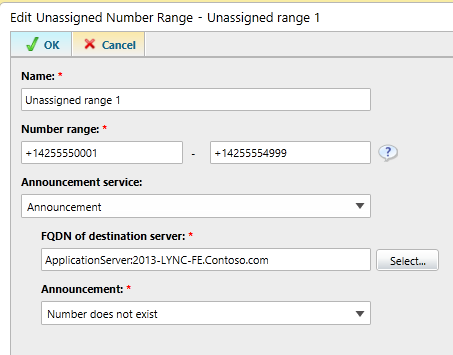 Edit Unassigned Number Range - Unassigned range 1
OK Cancel
Name: *
Unassigned range 1
Number range: *
+14255550001 - +14255554999 ?
Announcement service:
Announcement
FQDN of destination server: *
ApplicationServer:2013-LYNC-FE.Contoso.com Select...
Announcement: *
Number does not exist